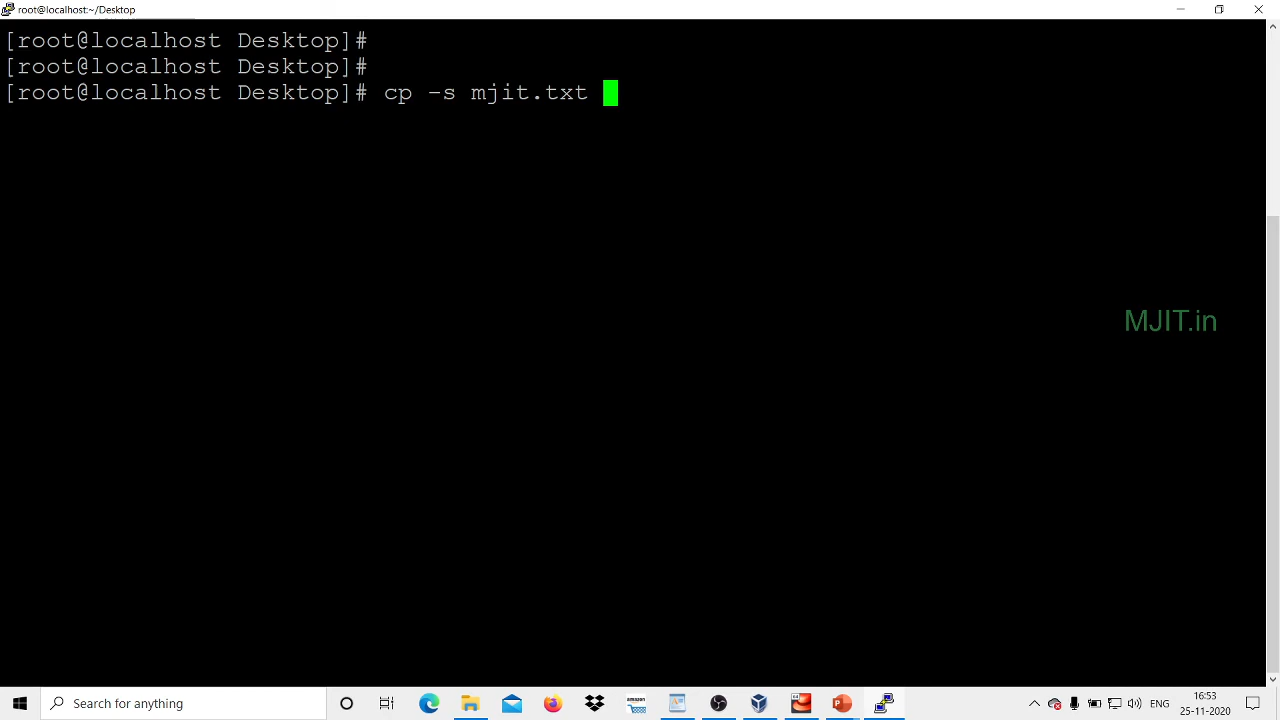 root@localhost:~/Desktop
[root@localhost Desktop]#
[root@localhost Desktop]#
[root@localhost Desktop]# cp -s mjit.txt
MJIT.in
Search for anything
amazon
ENG
16:53
25-11-2020